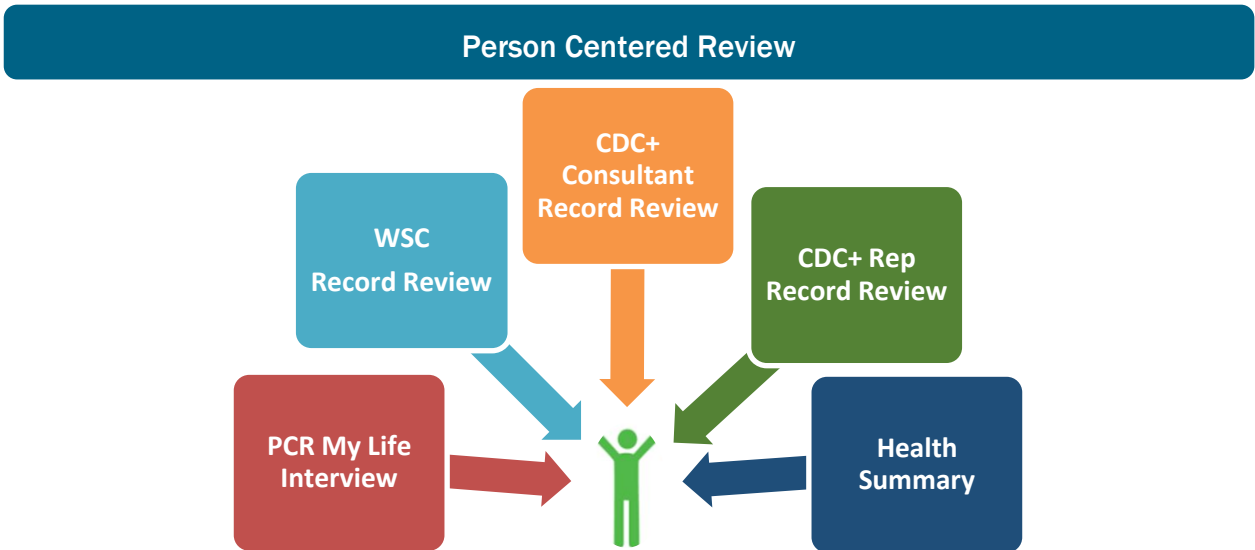 Person Centered Review
CDC+
Consultant
Record Review
WSC
Record Review
CDC+ Rep
Record Review
PCR My Life
Interview
Health
Summary